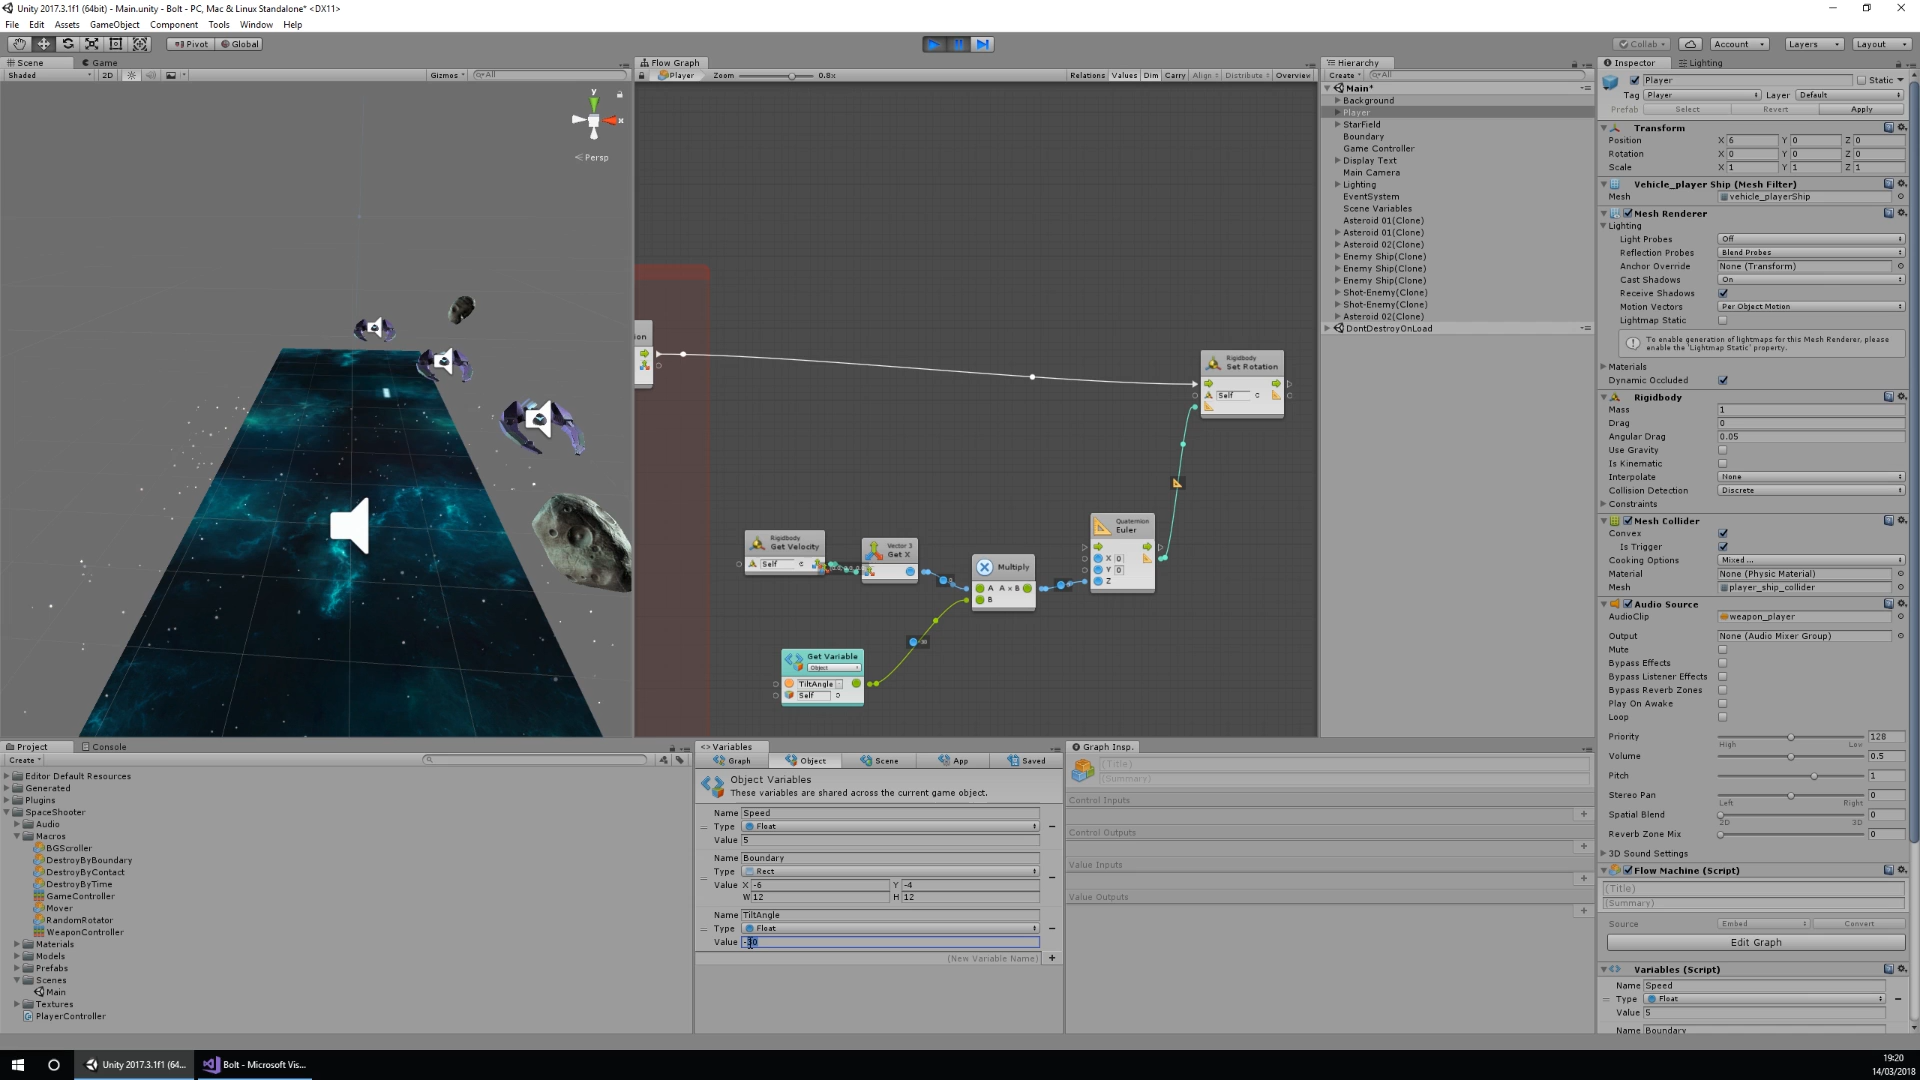 Unity 2017.3.1f1 (64bit) - Main.unity - Bolt - PC, Mac & Linux Standalone* <DX11>
File Edit Assets GameObject Component Tools Window Help
Pivot Global
Collab Account Layers Layout
Scene Game
Shaded 2D Gizmos All
y
x
Persp
Flow Graph
Player Zoom 0.8x Relations Values Dim Carry Align Distribute Overview
ion
Rigidbody
Set Rotation
Self
Rigidbody
Get Velocity
Self
Vector 3
Get X
Multiply
A A × B
B
Quaternion
Euler
X 0
Y 0
Z
Get Variable
Object
TiltAngle
Self
Hierarchy
Create All
Main*
Background
Player
StarField
Boundary
Game Controller
Display Text
Main Camera
Lighting
EventSystem
Scene Variables
Asteroid 01(Clone)
Asteroid 01(Clone)
Asteroid 02(Clone)
Enemy Ship(Clone)
Enemy Ship(Clone)
Enemy Ship(Clone)
Shot-Enemy(Clone)
Shot-Enemy(Clone)
Asteroid 02(Clone)
DontDestroyOnLoad
Inspector Lighting
Player Static
Tag Player Layer Default
Prefab Select Revert Apply
Transform
Position X 6 Y 0 Z 0
Rotation X 0 Y 0 Z 0
Scale X 1 Y 1 Z 1
Vehicle_player Ship (Mesh Filter)
Mesh vehicle_playerShip
Mesh Renderer
Lighting
Light Probes Off
Reflection Probes Blend Probes
Anchor Override None (Transform)
Cast Shadows On
Receive Shadows
Motion Vectors Per Object Motion
Lightmap Static
To enable generation of lightmaps for this Mesh Renderer, please
enable the 'Lightmap Static' property.
Materials
Dynamic Occluded
Rigidbody
Mass 1
Drag 0
Angular Drag 0.05
Use Gravity
Is Kinematic
Interpolate None
Collision Detection Discrete
Constraints
Mesh Collider
Convex
Is Trigger
Cooking Options Mixed ...
Material None (Physic Material)
Mesh player_ship_collider
Audio Source
AudioClip weapon_player
Output None (Audio Mixer Group)
Mute
Bypass Effects
Bypass Listener Effects
Bypass Reverb Zones
Play On Awake
Loop
Priority 128
High Low
Volume 0.5
Pitch 1
Stereo Pan 0
Left Right
Spatial Blend 0
2D 3D
Reverb Zone Mix 0
3D Sound Settings
Flow Machine (Script)
(Title)
(Summary)
Source Embed Convert
Edit Graph
Variables (Script)
Name Speed
Type Float
Value 5
Name Boundary
Project Console
Create
Editor Default Resources
Generated
Plugins
SpaceShooter
Audio
Macros
BGScroller
DestroyByBoundary
DestroyByContact
DestroyByTime
GameController
Mover
RandomRotator
WeaponController
Materials
Models
Prefabs
Scenes
Main
Textures
PlayerController
<> Variables
Graph Object Scene App Saved
Object Variables
These variables are shared across the current game object.
Name Speed
Type Float
Value 5
Name Boundary
Type Rect
Value X -6 Y -4
W 12 H 12
Name TiltAngle
Type Float
Value -30
(New Variable Name)
Graph Insp.
(Title)
(Summary)
Control Inputs
Control Outputs
Value Inputs
Value Outputs
Unity 2017.3.1f1 (64...
Bolt - Microsoft Vis...
19:20
14/03/2018